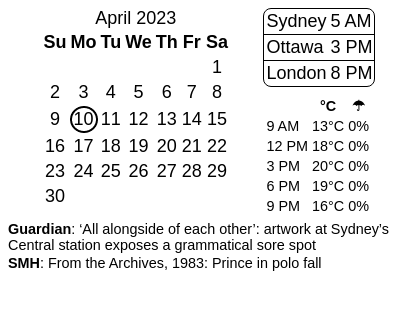 April 2023
Su Mo Tu We Th Fr Sa
1
2 3 4 5 6 7 8
9 10 11 12 13 14 15
16 17 18 19 20 21 22
23 24 25 26 27 28 29
30
Sydney 5 AM
Ottawa 3 PM
London 8 PM
°C ☂
9 AM 13°C 0%
12 PM 18°C 0%
3 PM 20°C 0%
6 PM 19°C 0%
9 PM 16°C 0%
Guardian: ‘All alongside of each other’: artwork at Sydney’s
Central station exposes a grammatical sore spot
SMH: From the Archives, 1983: Prince in polo fall